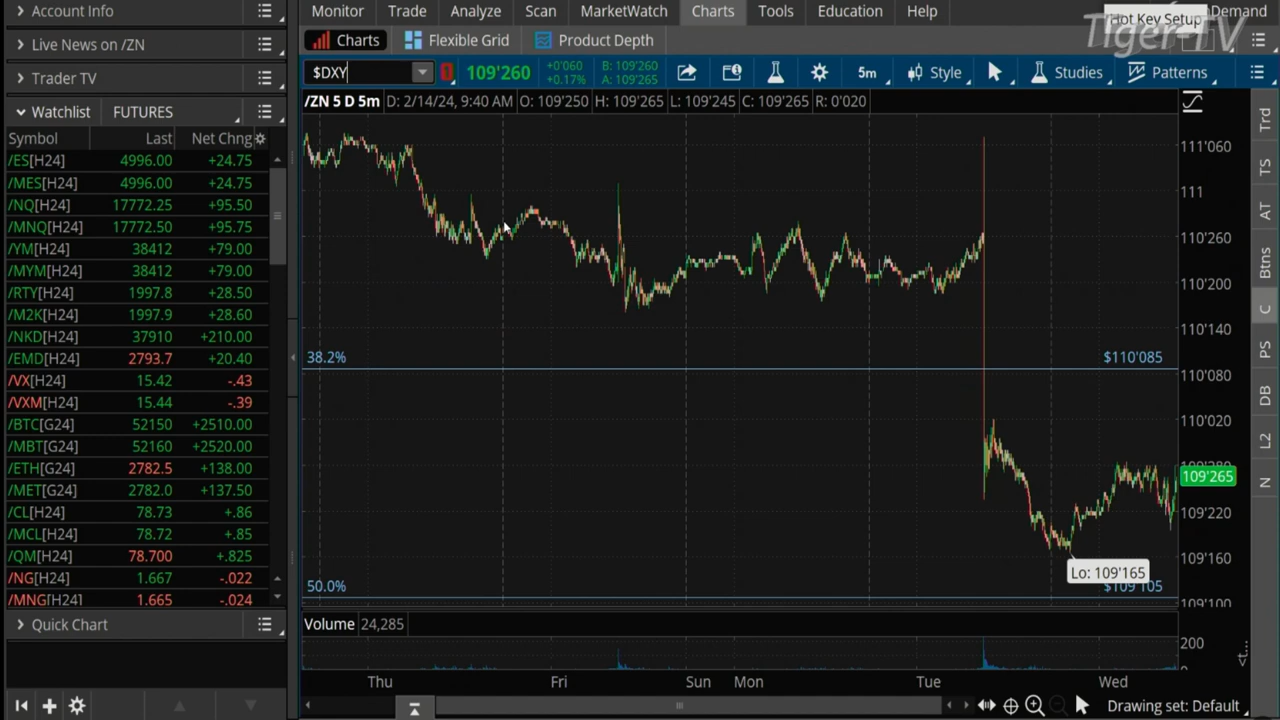 Account Info
Live News on /ZN
Trader TV
Watchlist FUTURES
Symbol Last Net Chng
/ES[H24] 4996.00 +24.75
/MES[H24] 4996.00 +24.75
/NQ[H24] 17772.25 +95.50
/MNQ[H24] 17772.50 +95.75
/YM[H24] 38412 +79.00
/MYM[H24] 38412 +79.00
/RTY[H24] 1997.8 +28.50
/M2K[H24] 1997.9 +28.60
/NKD[H24] 37910 +210.00
/EMD[H24] 2793.7 +20.40
/VX[H24] 15.42 -.43
/VXM[H24] 15.44 -.39
/BTC[G24] 52150 +2510.00
/MBT[G24] 52160 +2520.00
/ETH[G24] 2782.5 +138.00
/MET[G24] 2782.0 +137.50
/CL[H24] 78.73 +.86
/MCL[H24] 78.72 +.85
/QM[H24] 78.700 +.825
/NG[H24] 1.667 -.022
/MNG[H24] 1.665 -.024
Quick Chart
Monitor Trade Analyze Scan MarketWatch Charts Tools Education Help
Hot Key Setup
Demand
Tiger-TV
Charts Flexible Grid Product Depth
$DXY 109'260 +0'060 B: 109'260
+0.17% A: 109'265
5m Style Studies Patterns
/ZN 5 D 5m D: 2/14/24, 9:40 AM O: 109'250 H: 109'265 L: 109'245 C: 109'265 R: 0'020
111'060
111
110'260
110'200
110'140
38.2% $110'085
110'080
110'020
109'265
109'220
109'160
Lo: 109'165
50.0% $109'105
109'100
Volume 24,285
200
0
Thu Fri Sun Mon Tue Wed
Drawing set: Default
Trd
TS
AT
Btns
C
PS
DB
L2
N